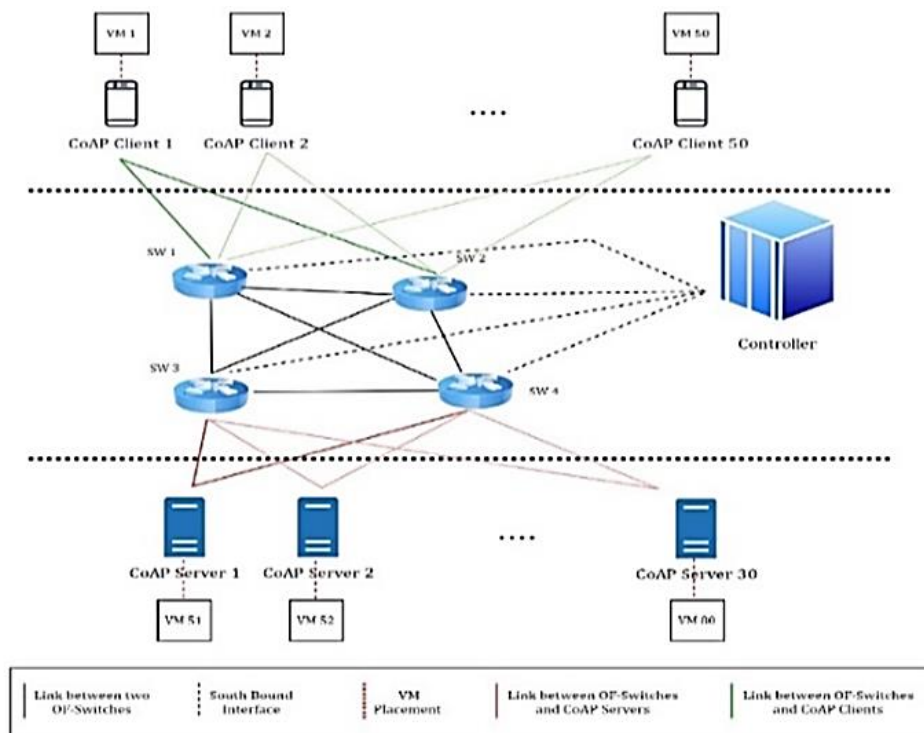 VM 1
VM 2
VM 50
CoAP Client 1
CoAP Client 2
....
CoAP Client 50
SW 1
SW 2
SW 3
SW 4
Controller
....
CoAP Server 1
CoAP Server 2
CoAP Server 30
VM 51
VM 52
VM 80
Link between two
OF-Switches
South Bound
Interface
VM
Placement
Link between OF-Switches
and CoAP Servers
Link between OF-Switches
and CoAP Clients